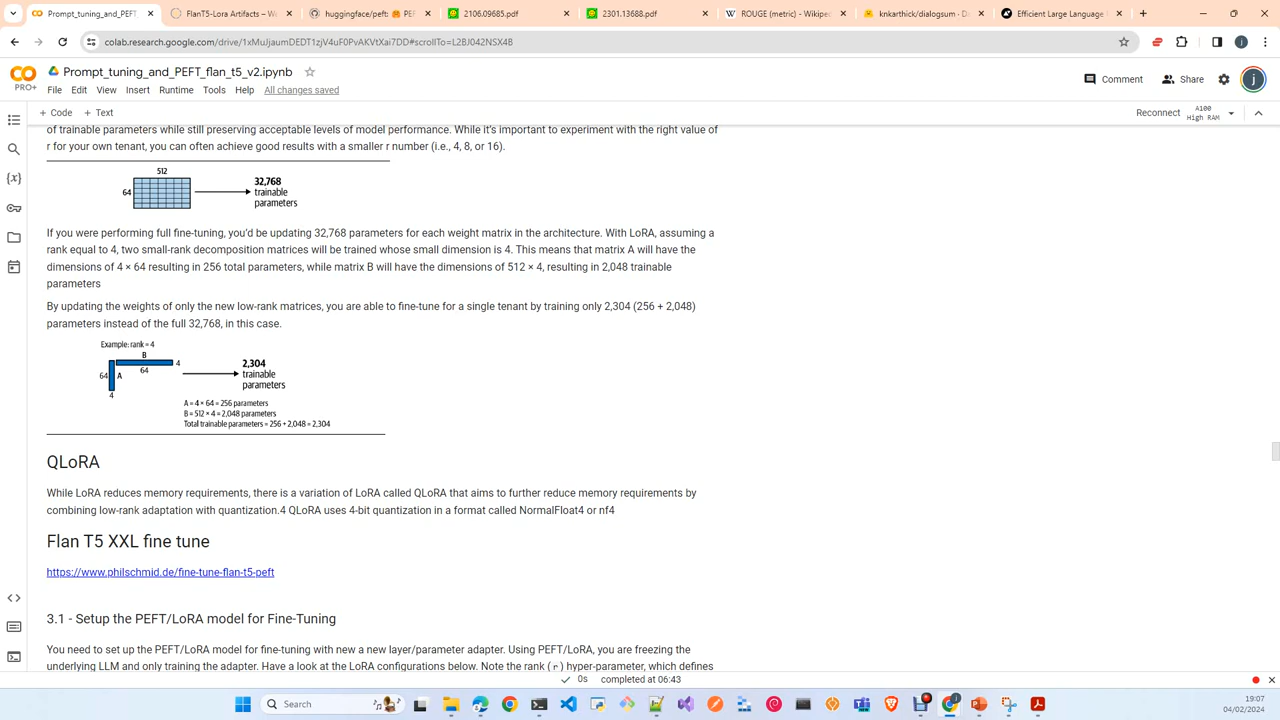 Prompt_tuning_and_PEFT_f
FlanT5-Lora Artifacts – W
huggingface/peft:
PEF
2106.09685.pdf
2301.13688.pdf
ROUGE (metric) - Wikiped
knkarthick/dialogsum · Da
Efficient Large Language
colab.research.google.com/drive/1xMuJjaumDEDT1zjV4uF0PvAKVtXai7DD#scrollTo=L2BJ042NSX4B
PRO+
Prompt_tuning_and_PEFT_flan_t5_v2.ipynb
File Edit View Insert Runtime Tools Help All changes saved
Comment
Share
j
+ Code + Text
Reconnect
A100
High RAM
of trainable parameters while still preserving acceptable levels of model performance. While it's important to experiment with the right value of
r for your own tenant, you can often achieve good results with a smaller r number (i.e., 4, 8, or 16).
512
64
32,768
trainable
parameters
If you were performing full fine-tuning, you'd be updating 32,768 parameters for each weight matrix in the architecture. With LoRA, assuming a
rank equal to 4, two small-rank decomposition matrices will be trained whose small dimension is 4. This means that matrix A will have the
dimensions of 4 × 64 resulting in 256 total parameters, while matrix B will have the dimensions of 512 × 4, resulting in 2,048 trainable
parameters
By updating the weights of only the new low-rank matrices, you are able to fine-tune for a single tenant by training only 2,304 (256 + 2,048)
parameters instead of the full 32,768, in this case.
Example: rank = 4
B
4
64
64
A
4
2,304
trainable
parameters
A = 4 × 64 = 256 parameters
B = 512 × 4 = 2,048 parameters
Total trainable parameters = 256 + 2,048 = 2,304
QLoRA
While LoRA reduces memory requirements, there is a variation of LoRA called QLoRA that aims to further reduce memory requirements by
combining low-rank adaptation with quantization.4 QLoRA uses 4-bit quantization in a format called NormalFloat4 or nf4
Flan T5 XXL fine tune
https://www.philschmid.de/fine-tune-flan-t5-peft
3.1 - Setup the PEFT/LoRA model for Fine-Tuning
You need to set up the PEFT/LoRA model for fine-tuning with new a new layer/parameter adapter. Using PEFT/LoRA, you are freezing the
underlying LLM and only training the adapter. Have a look at the LoRA configurations below. Note the rank (r) hyper-parameter, which defines
0s completed at 06:43
Search
19:07
04/02/2024